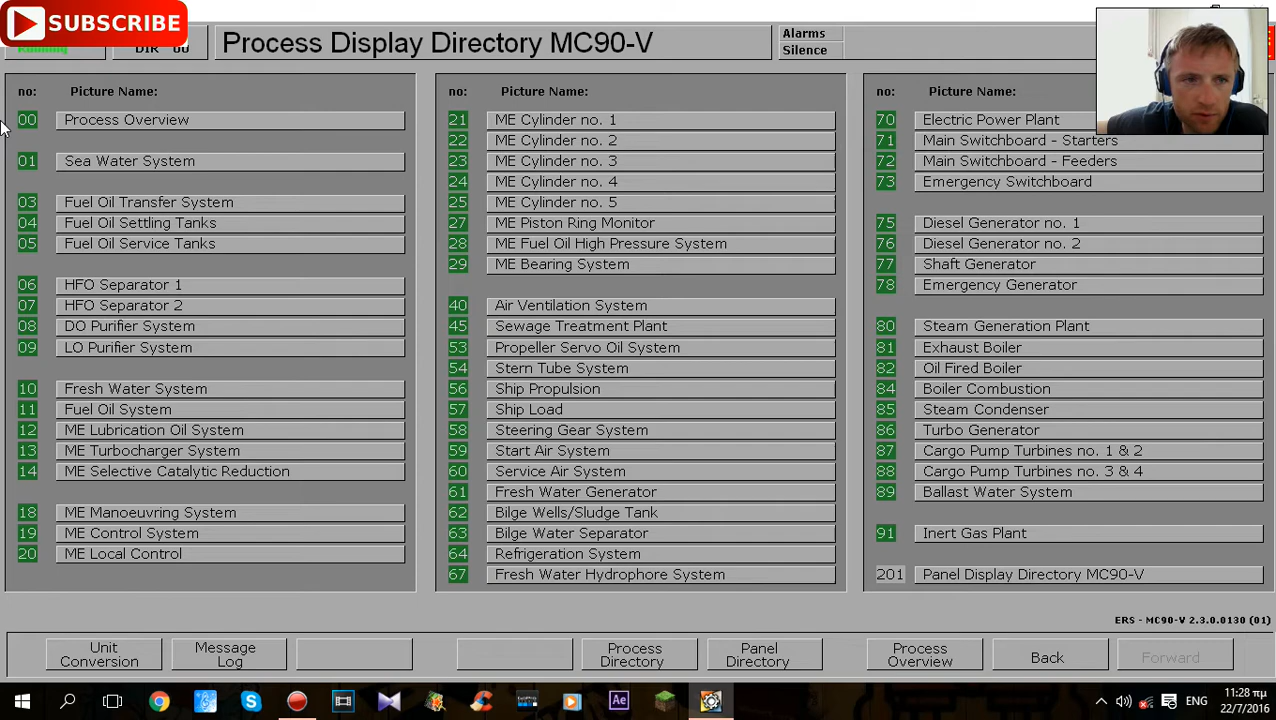 SUBSCRIBE
Running
DIR 00
Process Display Directory MC90-V
Alarms
Silence
no: Picture Name:
00 Process Overview
01 Sea Water System
03 Fuel Oil Transfer System
04 Fuel Oil Settling Tanks
05 Fuel Oil Service Tanks
06 HFO Separator 1
07 HFO Separator 2
08 DO Purifier System
09 LO Purifier System
10 Fresh Water System
11 Fuel Oil System
12 ME Lubrication Oil System
13 ME Turbocharger System
14 ME Selective Catalytic Reduction
18 ME Manoeuvring System
19 ME Control System
20 ME Local Control
no: Picture Name:
21 ME Cylinder no. 1
22 ME Cylinder no. 2
23 ME Cylinder no. 3
24 ME Cylinder no. 4
25 ME Cylinder no. 5
27 ME Piston Ring Monitor
28 ME Fuel Oil High Pressure System
29 ME Bearing System
40 Air Ventilation System
45 Sewage Treatment Plant
53 Propeller Servo Oil System
54 Stern Tube System
56 Ship Propulsion
57 Ship Load
58 Steering Gear System
59 Start Air System
60 Service Air System
61 Fresh Water Generator
62 Bilge Wells/Sludge Tank
63 Bilge Water Separator
64 Refrigeration System
67 Fresh Water Hydrophore System
no: Picture Name:
70 Electric Power Plant
71 Main Switchboard - Starters
72 Main Switchboard - Feeders
73 Emergency Switchboard
75 Diesel Generator no. 1
76 Diesel Generator no. 2
77 Shaft Generator
78 Emergency Generator
80 Steam Generation Plant
81 Exhaust Boiler
82 Oil Fired Boiler
84 Boiler Combustion
85 Steam Condenser
86 Turbo Generator
87 Cargo Pump Turbines no. 1 & 2
88 Cargo Pump Turbines no. 3 & 4
89 Ballast Water System
91 Inert Gas Plant
201 Panel Display Directory MC90-V
ERS - MC90-V 2.3.0.0130 (01)
Unit
Conversion
Message
Log
Process
Directory
Panel
Directory
Process
Overview
Back
Forward
Ae
ΕΝΓ
11:28 πμ
22/7/2016